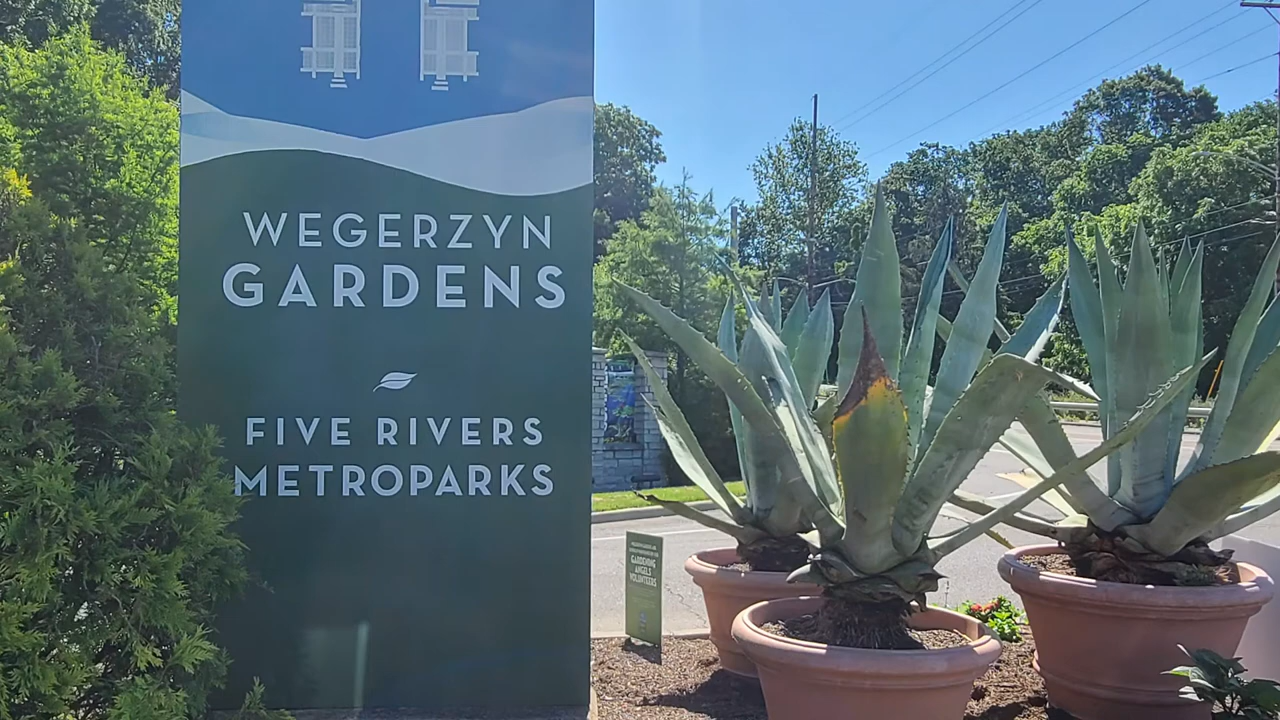 WEGERZYN
GARDENS
FIVE RIVERS
METROPARKS
GARDENING
ANGELS
VOLUNTEERS